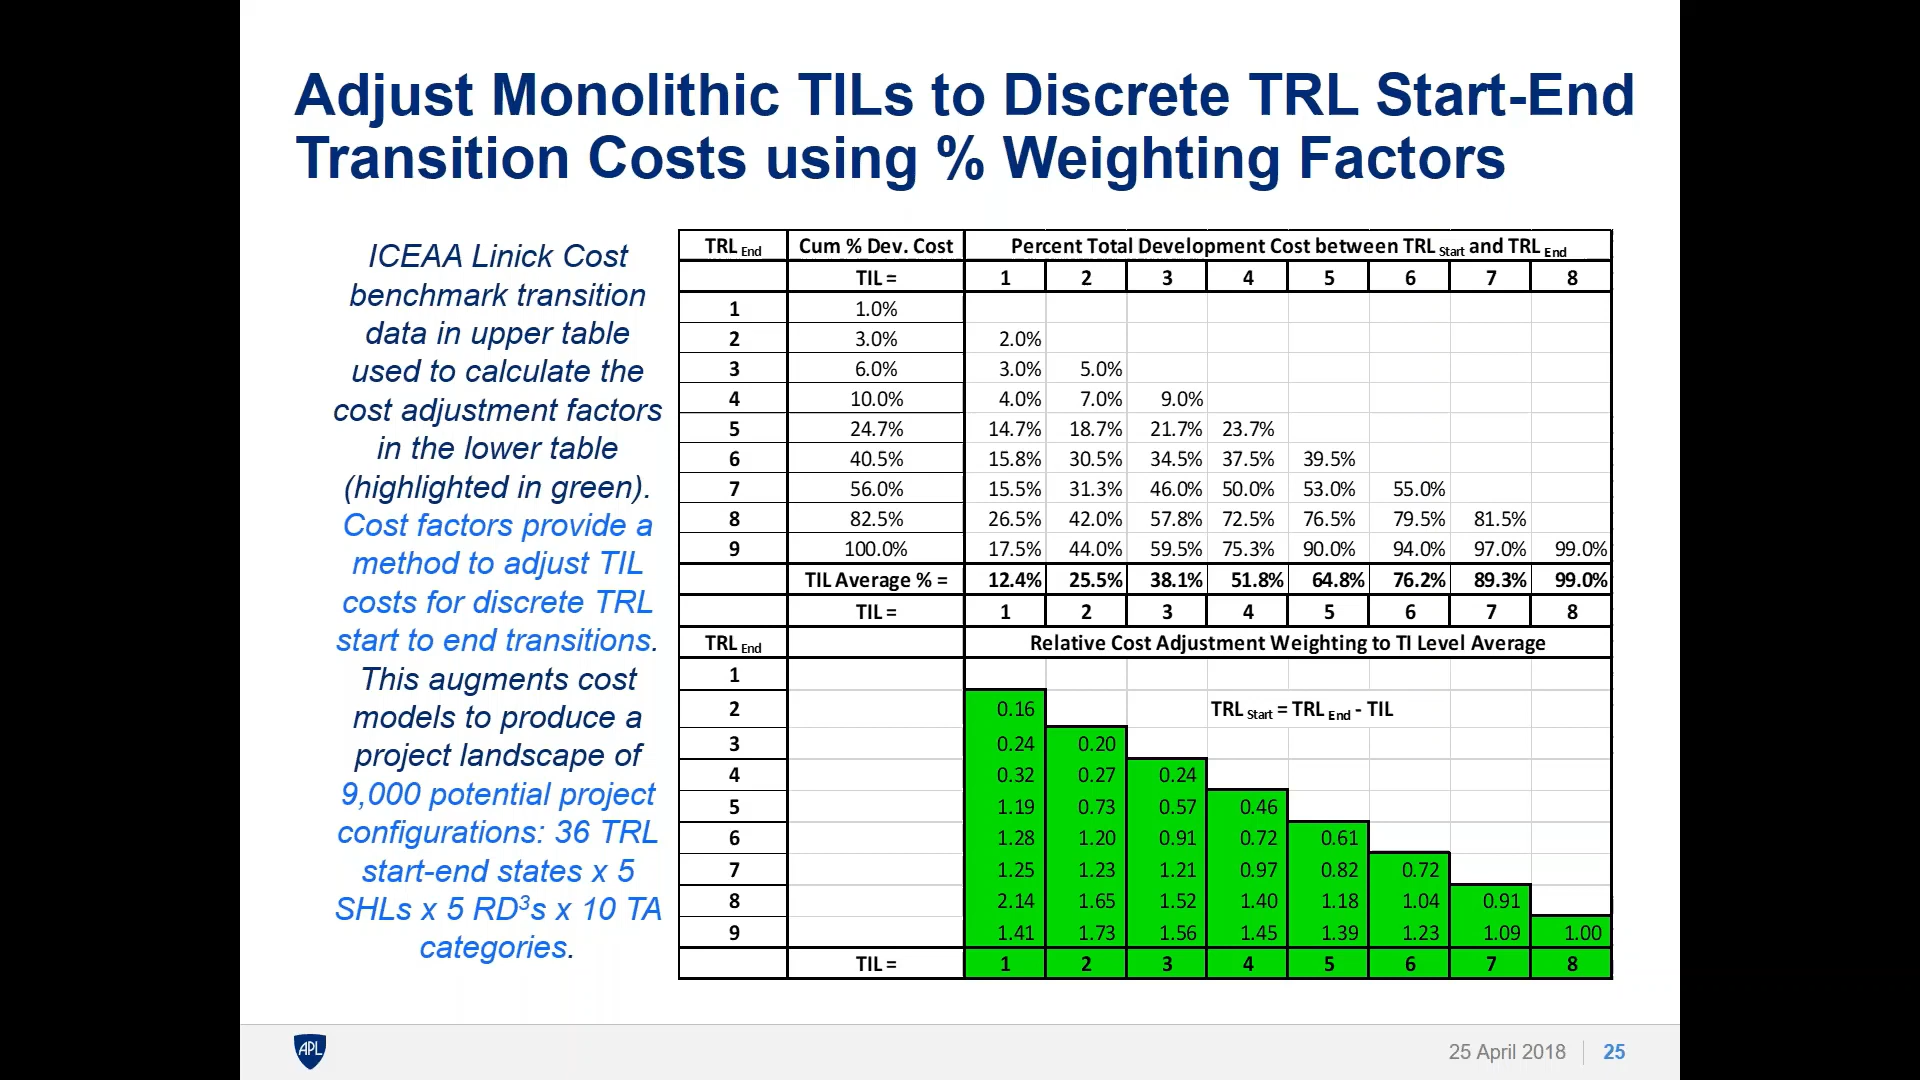 Adjust Monolithic TILs to Discrete TRL Start-End
Transition Costs using % Weighting Factors
ICEAA Linick Cost
benchmark transition
data in upper table
used to calculate the
cost adjustment factors
in the lower table
(highlighted in green).
Cost factors provide a
method to adjust TIL
costs for discrete TRL
start to end transitions.
This augments cost
models to produce a
project landscape of
9,000 potential project
configurations: 36 TRL
start-end states x 5
SHLs x 5 RD³s x 10 TA
categories.
TRL End Cum % Dev. Cost Percent Total Development Cost between TRL Start and TRL End
TIL = 1 2 3 4 5 6 7 8
1 1.0%
2 3.0% 2.0%
3 6.0% 3.0% 5.0%
4 10.0% 4.0% 7.0% 9.0%
5 24.7% 14.7% 18.7% 21.7% 23.7%
6 40.5% 15.8% 30.5% 34.5% 37.5% 39.5%
7 56.0% 15.5% 31.3% 46.0% 50.0% 53.0% 55.0%
8 82.5% 26.5% 42.0% 57.8% 72.5% 76.5% 79.5% 81.5%
9 100.0% 17.5% 44.0% 59.5% 75.3% 90.0% 94.0% 97.0% 99.0%
TIL Average % = 12.4% 25.5% 38.1% 51.8% 64.8% 76.2% 89.3% 99.0%
TIL = 1 2 3 4 5 6 7 8
TRL End Relative Cost Adjustment Weighting to TI Level Average
1
2 0.16 TRL Start = TRL End - TIL
3 0.24 0.20
4 0.32 0.27 0.24
5 1.19 0.73 0.57 0.46
6 1.28 1.20 0.91 0.72 0.61
7 1.25 1.23 1.21 0.97 0.82 0.72
8 2.14 1.65 1.52 1.40 1.18 1.04 0.91
9 1.41 1.73 1.56 1.45 1.39 1.23 1.09 1.00
TIL = 1 2 3 4 5 6 7 8
APL
25 April 2018 25